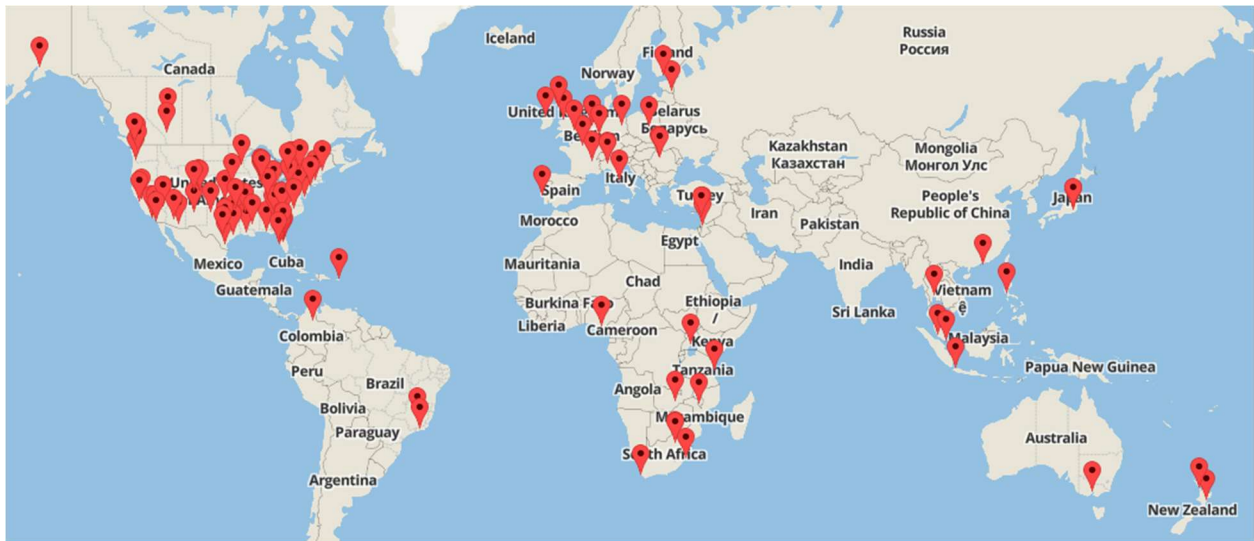 Iceland
Russia
Россия
Finland
Canada
Norway
United Kingdom
Belarus
Беларусь
Kazakhstan
Казахстан
Mongolia
Монгол Улс
United States
Italy
Spain
Turkey
Japan
People's
Republic of China
Morocco
Iran
Pakistan
Egypt
Mexico
Cuba
Mauritania
India
Chad
Guatemala
Burkina Faso
Ethiopia
/
Vietnam
Sri Lanka
Liberia
Cameroon
Colombia
Kenya
Malaysia
Peru
Tanzania
Papua New Guinea
Brazil
Angola
Bolivia
Mozambique
Paraguay
Australia
South Africa
Argentina
New Zealand